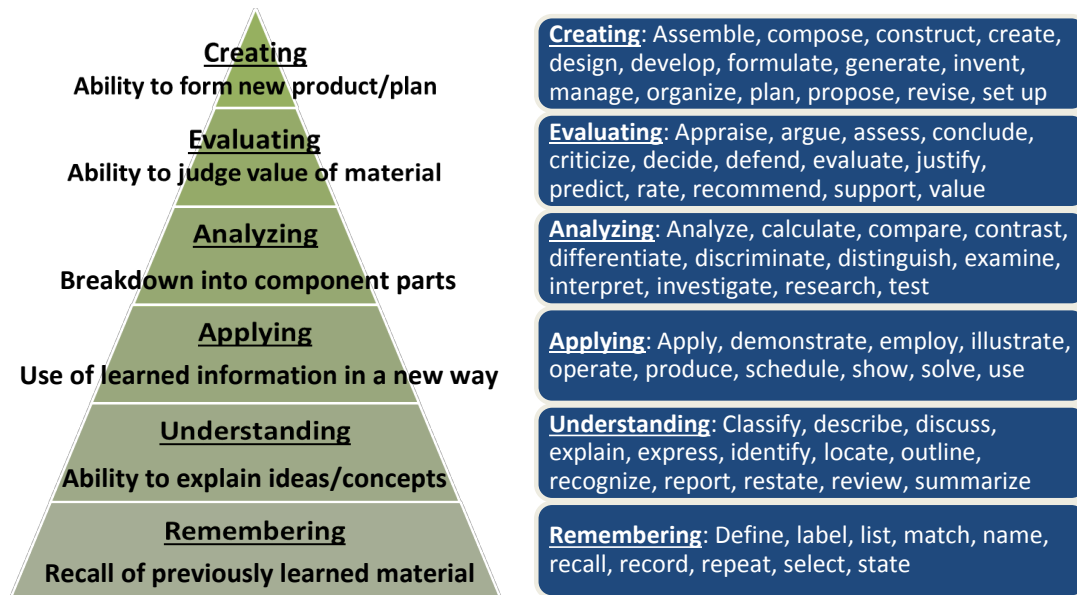 Creating
Ability to form new product/plan
Evaluating
Ability to judge value of material
Analyzing
Breakdown into component parts
Applying
Use of learned information in a new way
Understanding
Ability to explain ideas/concepts
Remembering
Recall of previously learned material
Creating: Assemble, compose, construct, create,
design, develop, formulate, generate, invent,
manage, organize, plan, propose, revise, set up
Evaluating: Appraise, argue, assess, conclude,
criticize, decide, defend, evaluate, justify,
predict, rate, recommend, support, value
Analyzing: Analyze, calculate, compare, contrast,
differentiate, discriminate, distinguish, examine,
interpret, investigate, research, test
Applying: Apply, demonstrate, employ, illustrate,
operate, produce, schedule, show, solve, use
Understanding: Classify, describe, discuss,
explain, express, identify, locate, outline,
recognize, report, restate, review, summarize
Remembering: Define, label, list, match, name,
recall, record, repeat, select, state